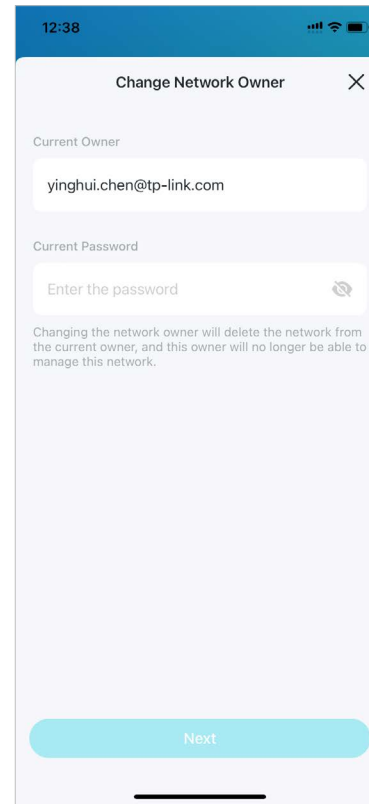 12:38
Change Network Owner
Current Owner
yinghui.chen@tp-link.com
Current Password
Enter the password
Changing the network owner will delete the network from
the current owner, and this owner will no longer be able to
manage this network.
Next